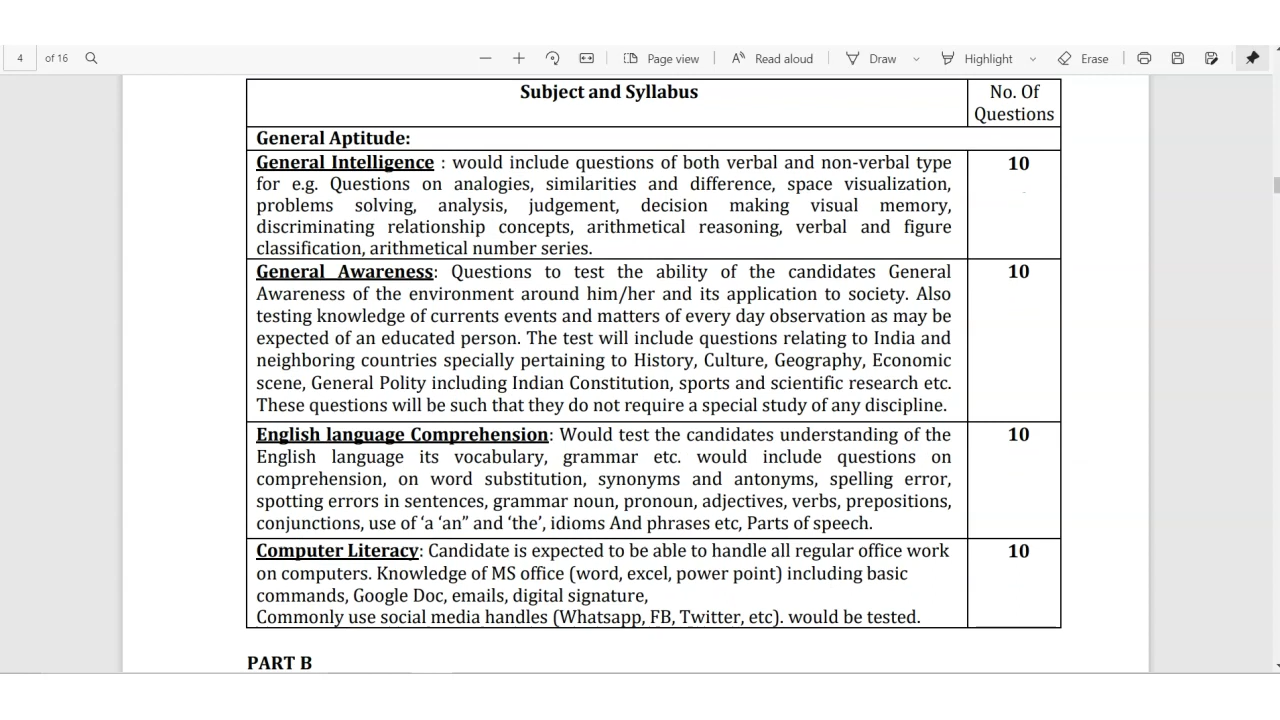 4 of 16 Page view Read aloud Draw Highlight Erase
Subject and Syllabus No. Of
Questions
General Aptitude:
General Intelligence : would include questions of both verbal and non-verbal type 10
for e.g. Questions on analogies, similarities and difference, space visualization,
problems solving, analysis, judgement, decision making visual memory,
discriminating relationship concepts, arithmetical reasoning, verbal and figure
classification, arithmetical number series.
General Awareness: Questions to test the ability of the candidates General 10
Awareness of the environment around him/her and its application to society. Also
testing knowledge of currents events and matters of every day observation as may be
expected of an educated person. The test will include questions relating to India and
neighboring countries specially pertaining to History, Culture, Geography, Economic
scene, General Polity including Indian Constitution, sports and scientific research etc.
These questions will be such that they do not require a special study of any discipline.
English language Comprehension: Would test the candidates understanding of the 10
English language its vocabulary, grammar etc. would include questions on
comprehension, on word substitution, synonyms and antonyms, spelling error,
spotting errors in sentences, grammar noun, pronoun, adjectives, verbs, prepositions,
conjunctions, use of ‘a ‘an” and ‘the’, idioms And phrases etc, Parts of speech.
Computer Literacy: Candidate is expected to be able to handle all regular office work 10
on computers. Knowledge of MS office (word, excel, power point) including basic
commands, Google Doc, emails, digital signature,
Commonly use social media handles (Whatsapp, FB, Twitter, etc). would be tested.
PART B